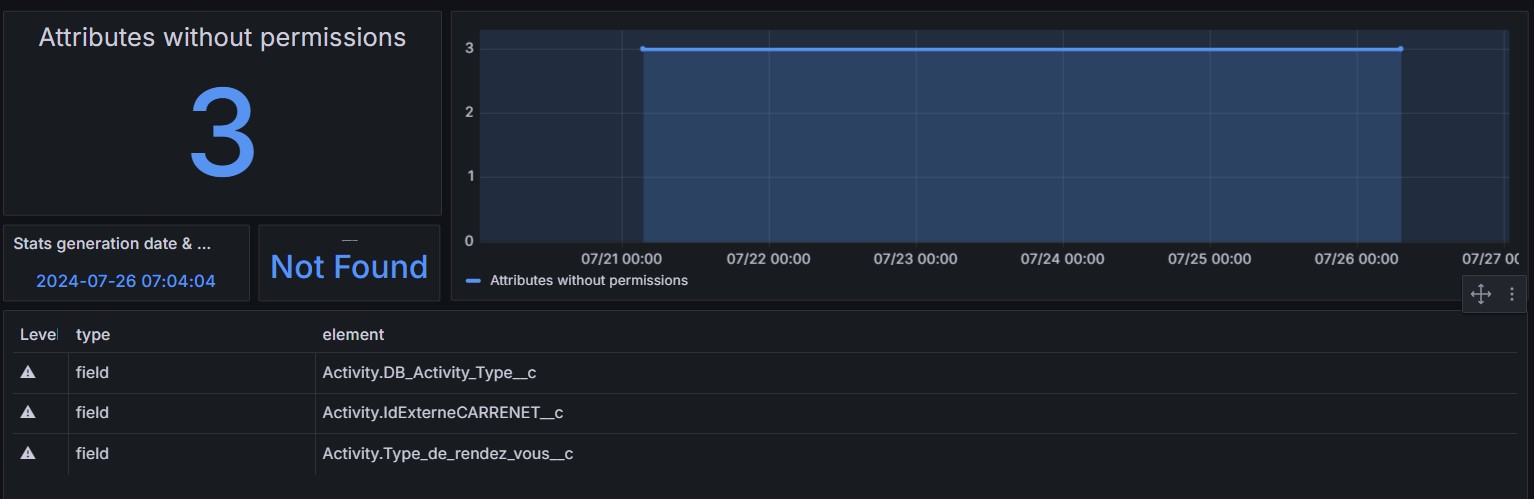 Attributes without permissions
3
Stats generation date & ...
2024-07-26 07:04:04
Not Found
3
2
1
0
07/21 00:00
07/22 00:00
07/23 00:00
07/24 00:00
07/25 00:00
07/26 00:00
07/27 0
Attributes without permissions
Level type element
field Activity.DB_Activity_Type__c
field Activity.IdExterneCARRENET__c
field Activity.Type_de_rendez_vous__c